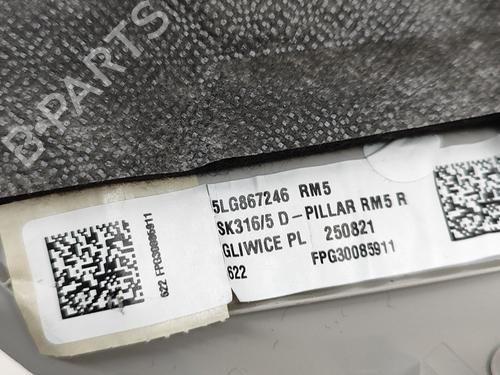 B-PARTS
5LG867246 RM5
SK316/5 D-PILLAR RM5 R
GLIWICE PL 250821
622 FPG30085911
622 FPG30085911